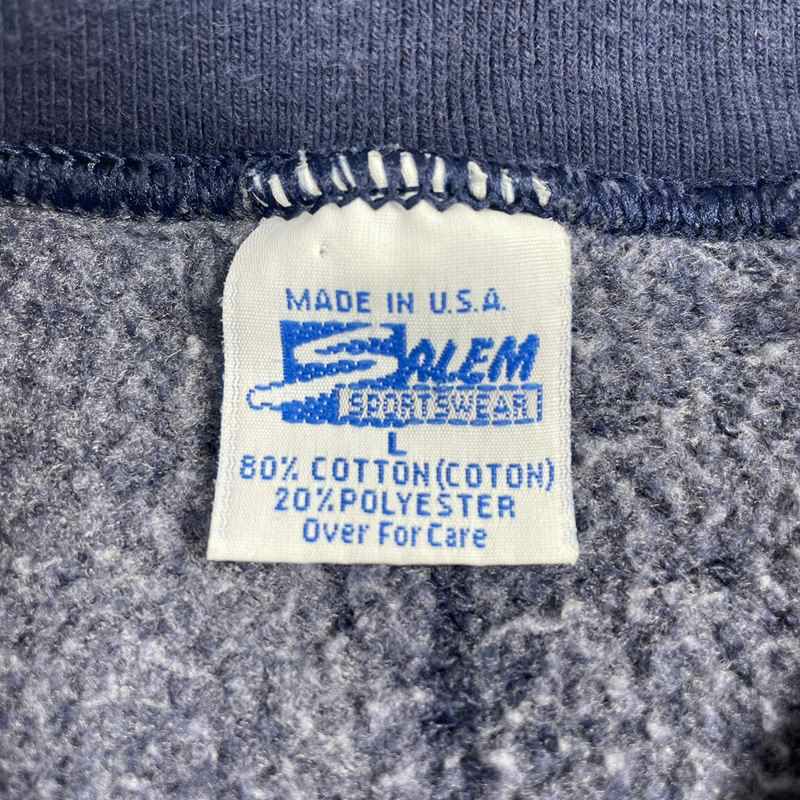 MADE IN U.S.A.
SALEM
SPORTSWEAR
L
80% COTTON(COTON)
20%POLYESTER
Over For Care